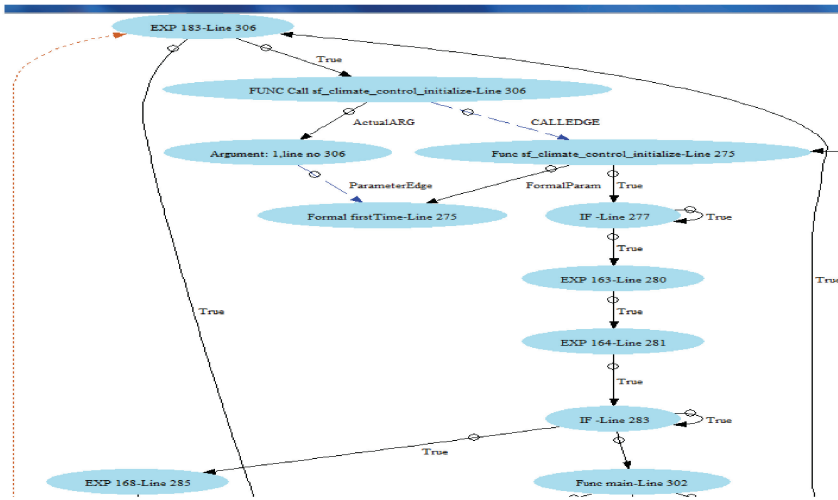 EXP 183-Line 306
True
FUNC Call sf_climate_control_initialize-Line 306
ActualARG
CALLEDGE
Argument: 1,line no 306
Func sf_climate_control_initialize-Line 275
ParameterEdge
FormalParam
True
Formal firstTime-Line 275
IF -Line 277
True
True
EXP 163-Line 280
True
True
True
EXP 164-Line 281
True
IF -Line 283
True
True
EXP 168-Line 285
Func main-Line 302